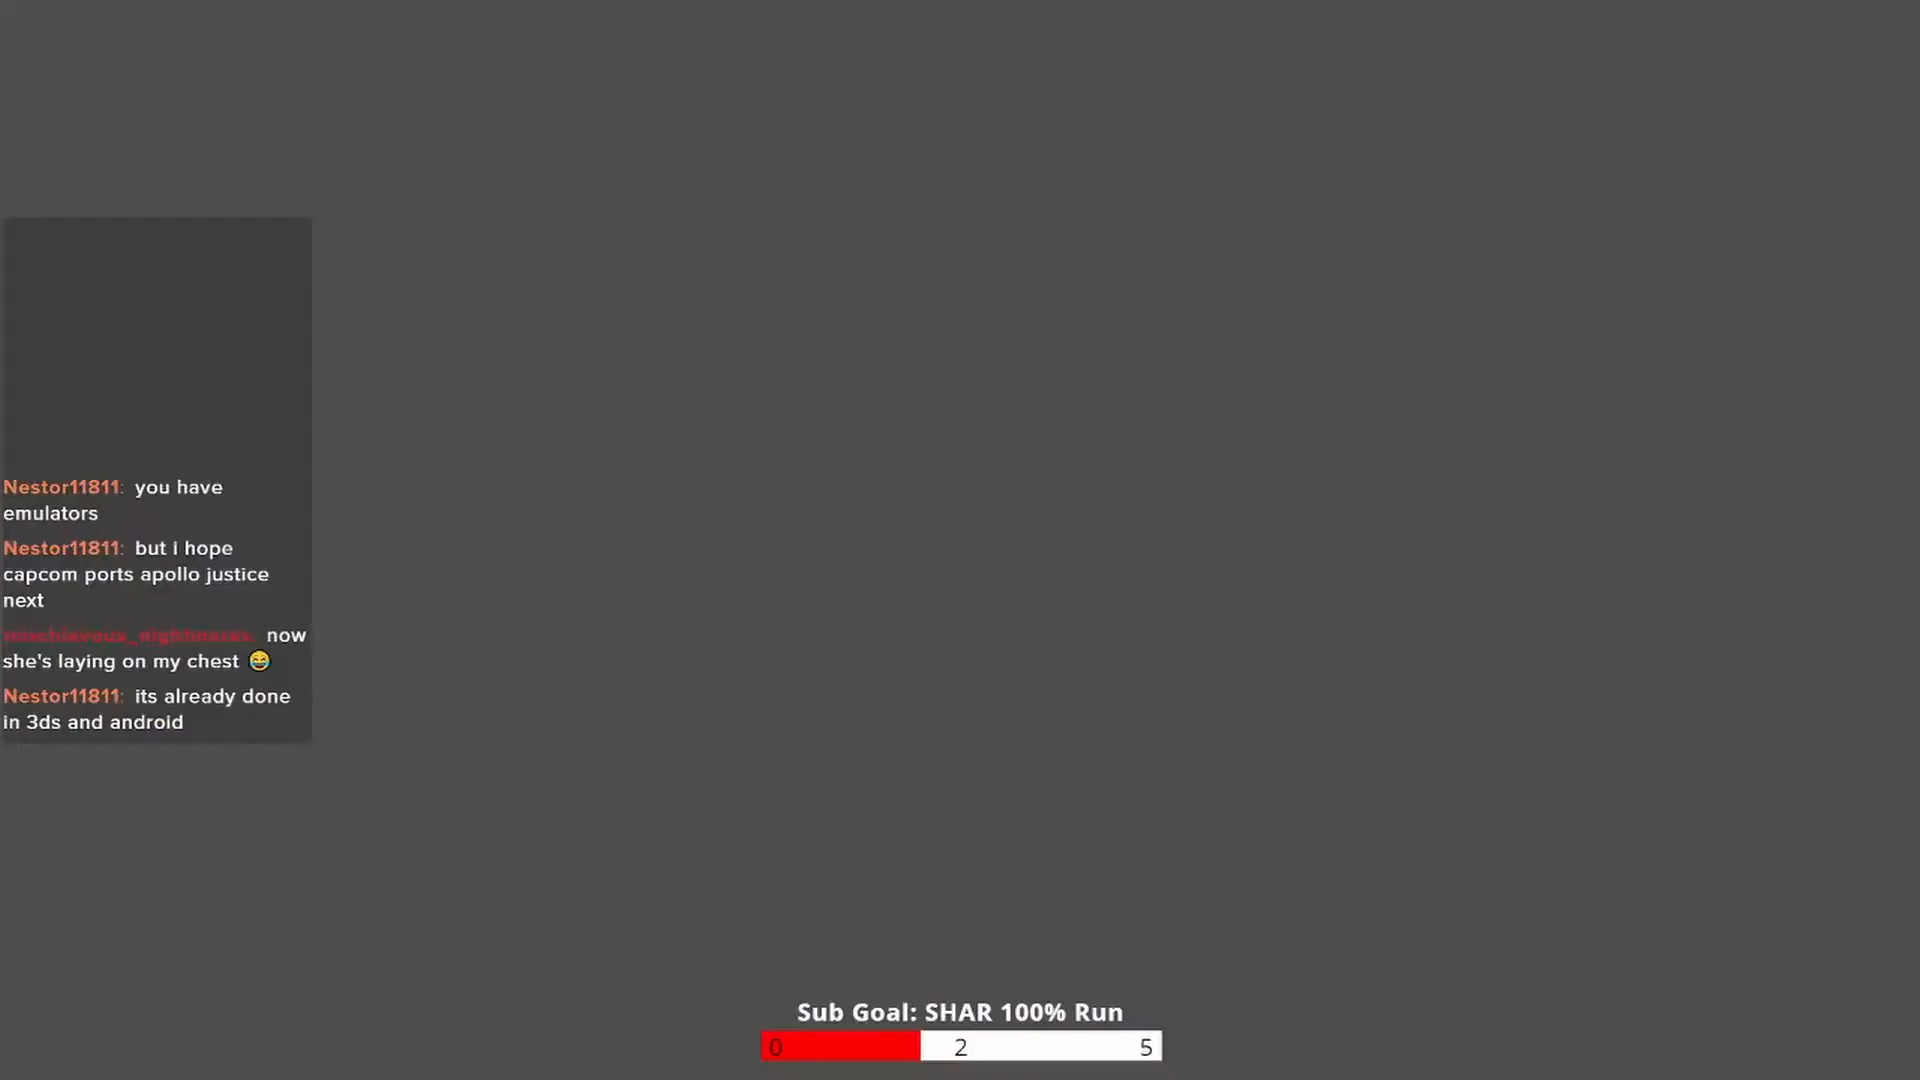 Nestor11811: you have
emulators
Nestor11811: but i hope
capcom ports apollo justice
next
mischievous_nightmares: now
she's laying on my chest 😂
Nestor11811: its already done
in 3ds and android
Sub Goal: SHAR 100% Run
0 2 5